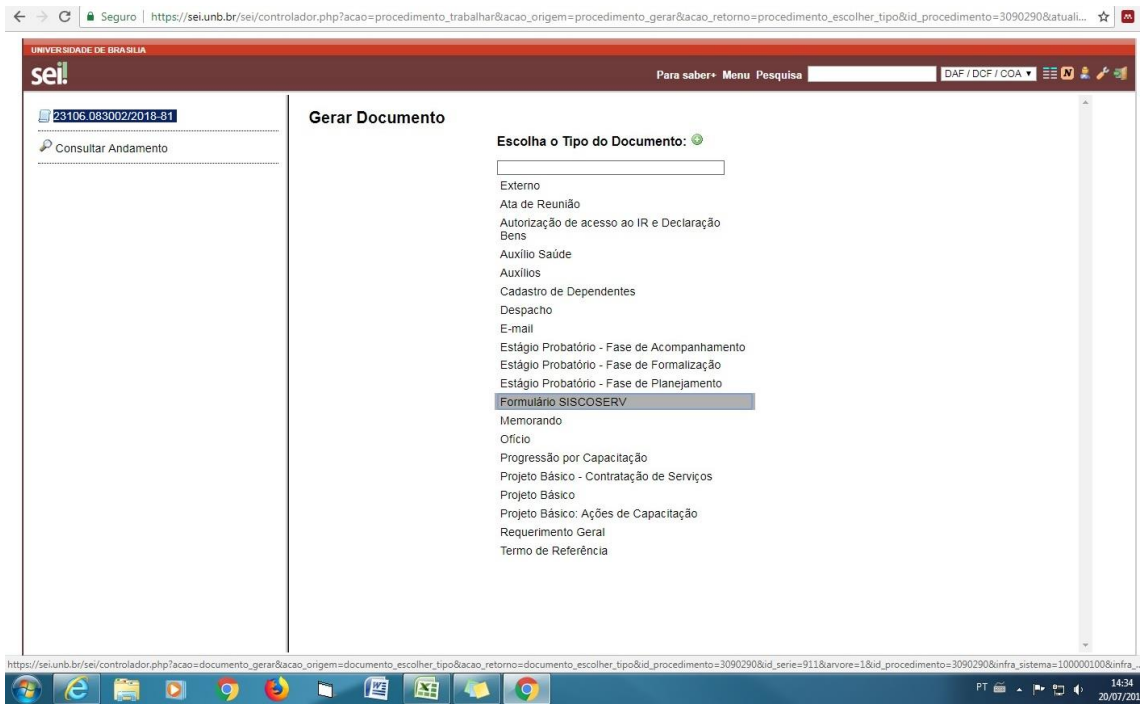 Seguro | https://sei.unb.br/sei/controlador.php?acao=procedimento_trabalhar&acao_origem=procedimento_gerar&acao_retorno=procedimento_escolher_tipo&id_procedimento=3090290&atuali...
UNIVERSIDADE DE BRASILIA
sei!
Para saber+ Menu Pesquisa DAF / DCF / COA
23106.083002/2018-81
Consultar Andamento
Gerar Documento
Escolha o Tipo do Documento:
Externo
Ata de Reunião
Autorização de acesso ao IR e Declaração
Bens
Auxílio Saúde
Auxílios
Cadastro de Dependentes
Despacho
E-mail
Estágio Probatório - Fase de Acompanhamento
Estágio Probatório - Fase de Formalização
Estágio Probatório - Fase de Planejamento
Formulário SISCOSERV
Memorando
Ofício
Progressão por Capacitação
Projeto Básico - Contratação de Serviços
Projeto Básico
Projeto Básico: Ações de Capacitação
Requerimento Geral
Termo de Referência
https://sei.unb.br/sei/controlador.php?acao=documento_gerar&acao_origem=documento_escolher_tipo&acao_retorno=documento_escolher_tipo&id_procedimento=3090290&id_serie=911&arvore=1&id_procedimento=3090290&infra_sistema=100000100&infra_...
PT
14:34
20/07/201